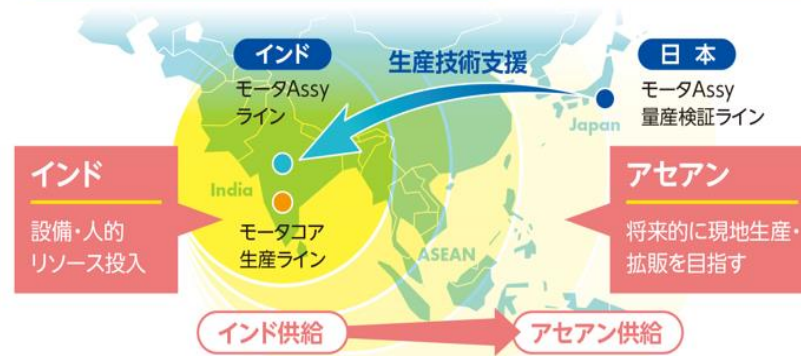 インド
モータAssy
ライン
生産技術支援
日本
モータAssy
量産検証ライン
Japan
インド
設備・人的
リソース投入
India
モータコア
生産ライン
ASEAN
アセアン
将来的に現地生産・
拡販を目指す
インド供給
アセアン供給